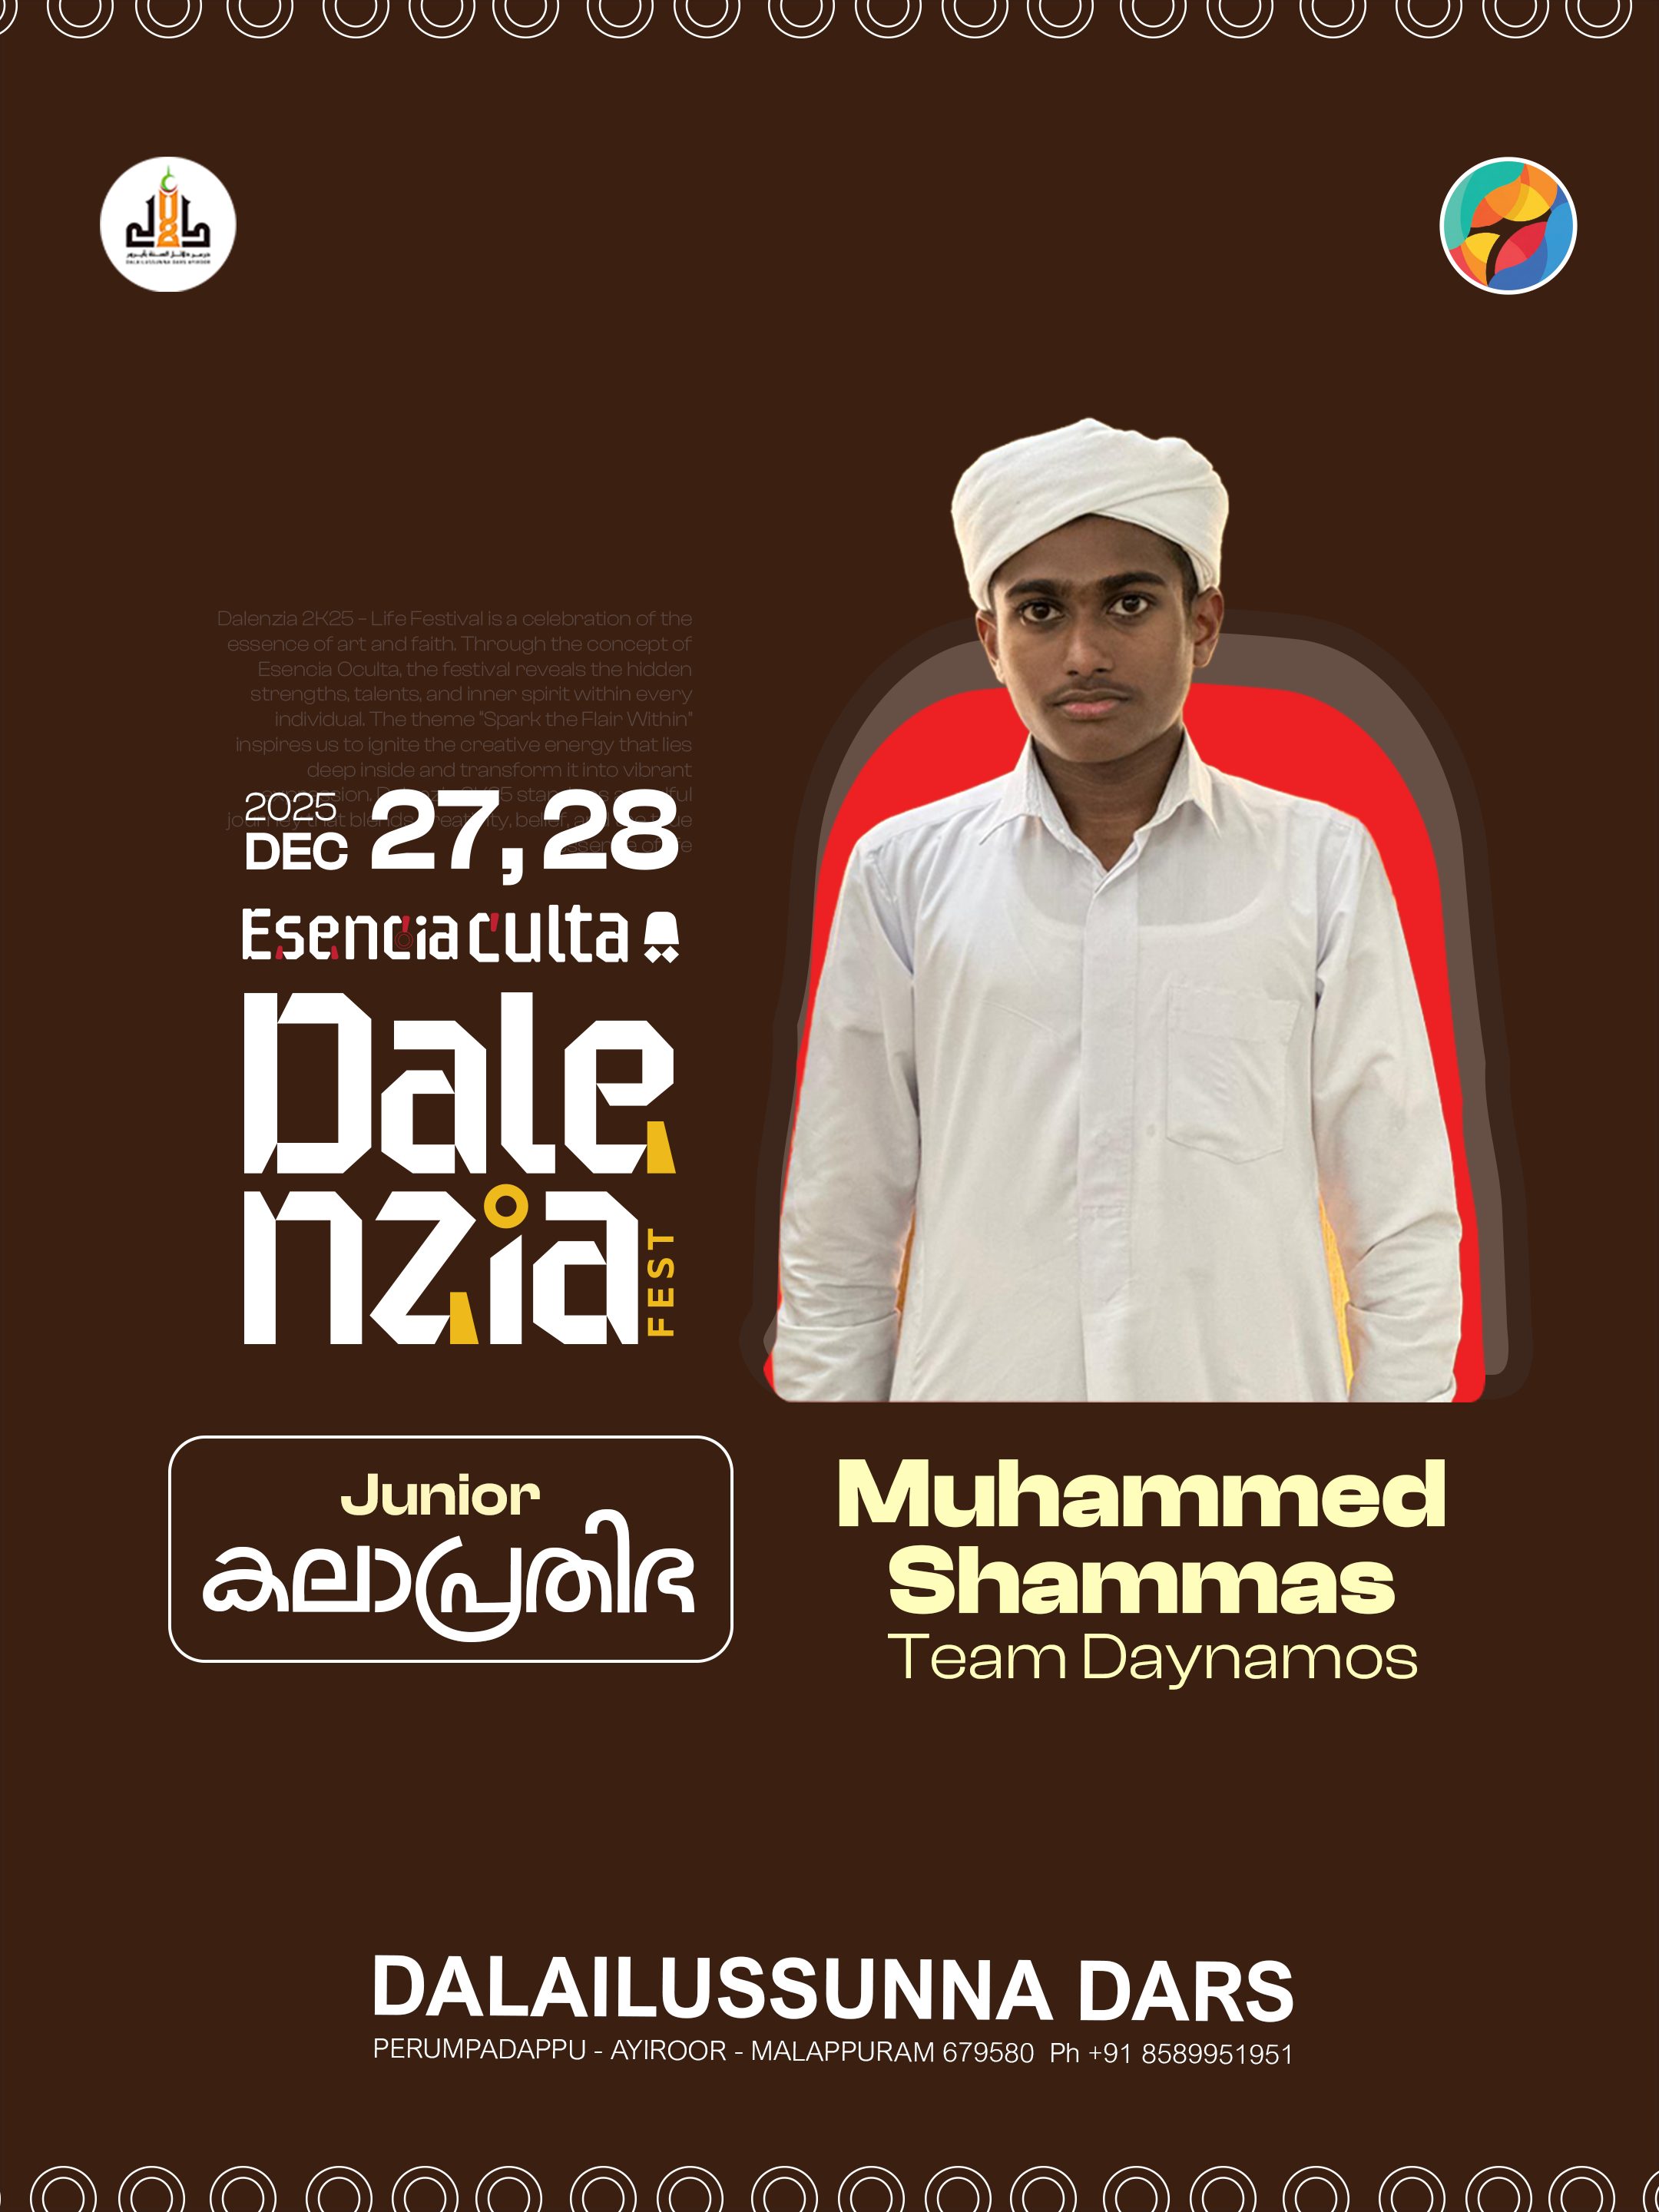 Dalenzia 2K25 - Life Festival is a celebration of the
essence of art and faith. Through the concept of
Esencia Oculta, the festival reveals the hidden
strengths, talents, and inner spirit within every
individual. The theme "Spark the Flair Within"
inspires us to ignite the creative energy that lies
deep inside and transform it into vibrant
2025
DEC 27, 28
Esencia culta
Dale
nzia
FEST
Junior
കലാപ്രതിഭ
Muhammed
Shammas
Team Daynamos
DALAILUSSUNNA DARS
PERUMPADAPPU - AYIROOR - MALAPPURAM 679580 Ph +91 8589951951